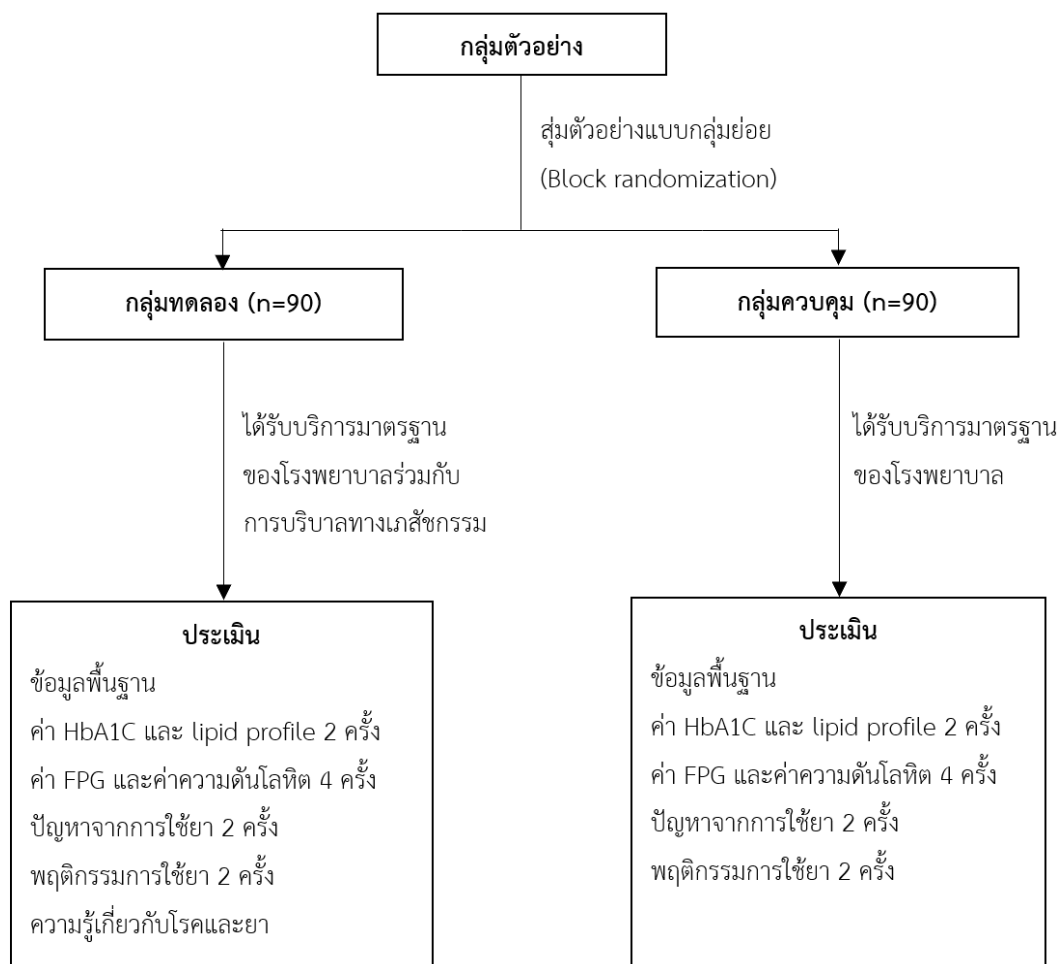 กลุ่มตัวอย่าง
สุ่มตัวอย่างแบบกลุ่มย่อย
(Block randomization)
กลุ่มทดลอง (n=90)
กลุ่มควบคุม (n=90)
ได้รับบริการมาตรฐาน
ของโรงพยาบาลร่วมกับ
การบริบาลทางเภสัชกรรม
ได้รับบริการมาตรฐาน
ของโรงพยาบาล
ประเมิน
ข้อมูลพื้นฐาน
ค่า HbA1C และ lipid profile 2 ครั้ง
ค่า FPG และค่าความดันโลหิต 4 ครั้ง
ปัญหาจากการใช้ยา 2 ครั้ง
พฤติกรรมการใช้ยา 2 ครั้ง
ความรู้เกี่ยวกับโรคและยา
ประเมิน
ข้อมูลพื้นฐาน
ค่า HbA1C และ lipid profile 2 ครั้ง
ค่า FPG และค่าความดันโลหิต 4 ครั้ง
ปัญหาจากการใช้ยา 2 ครั้ง
พฤติกรรมการใช้ยา 2 ครั้ง